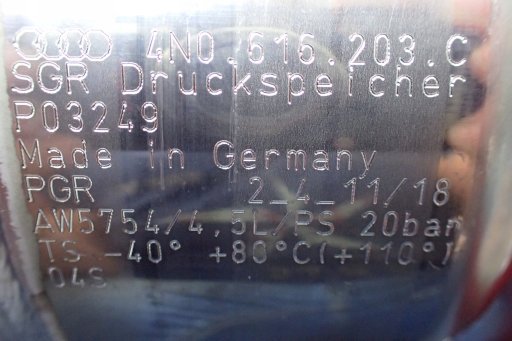 4N0.616.203.C
SGR Druckspeicher
P03249
Made in Germany
PGR 2_4_11/18
AW5754/4,5L/PS 20bar
TS -40° +80°C(+110°)
04S